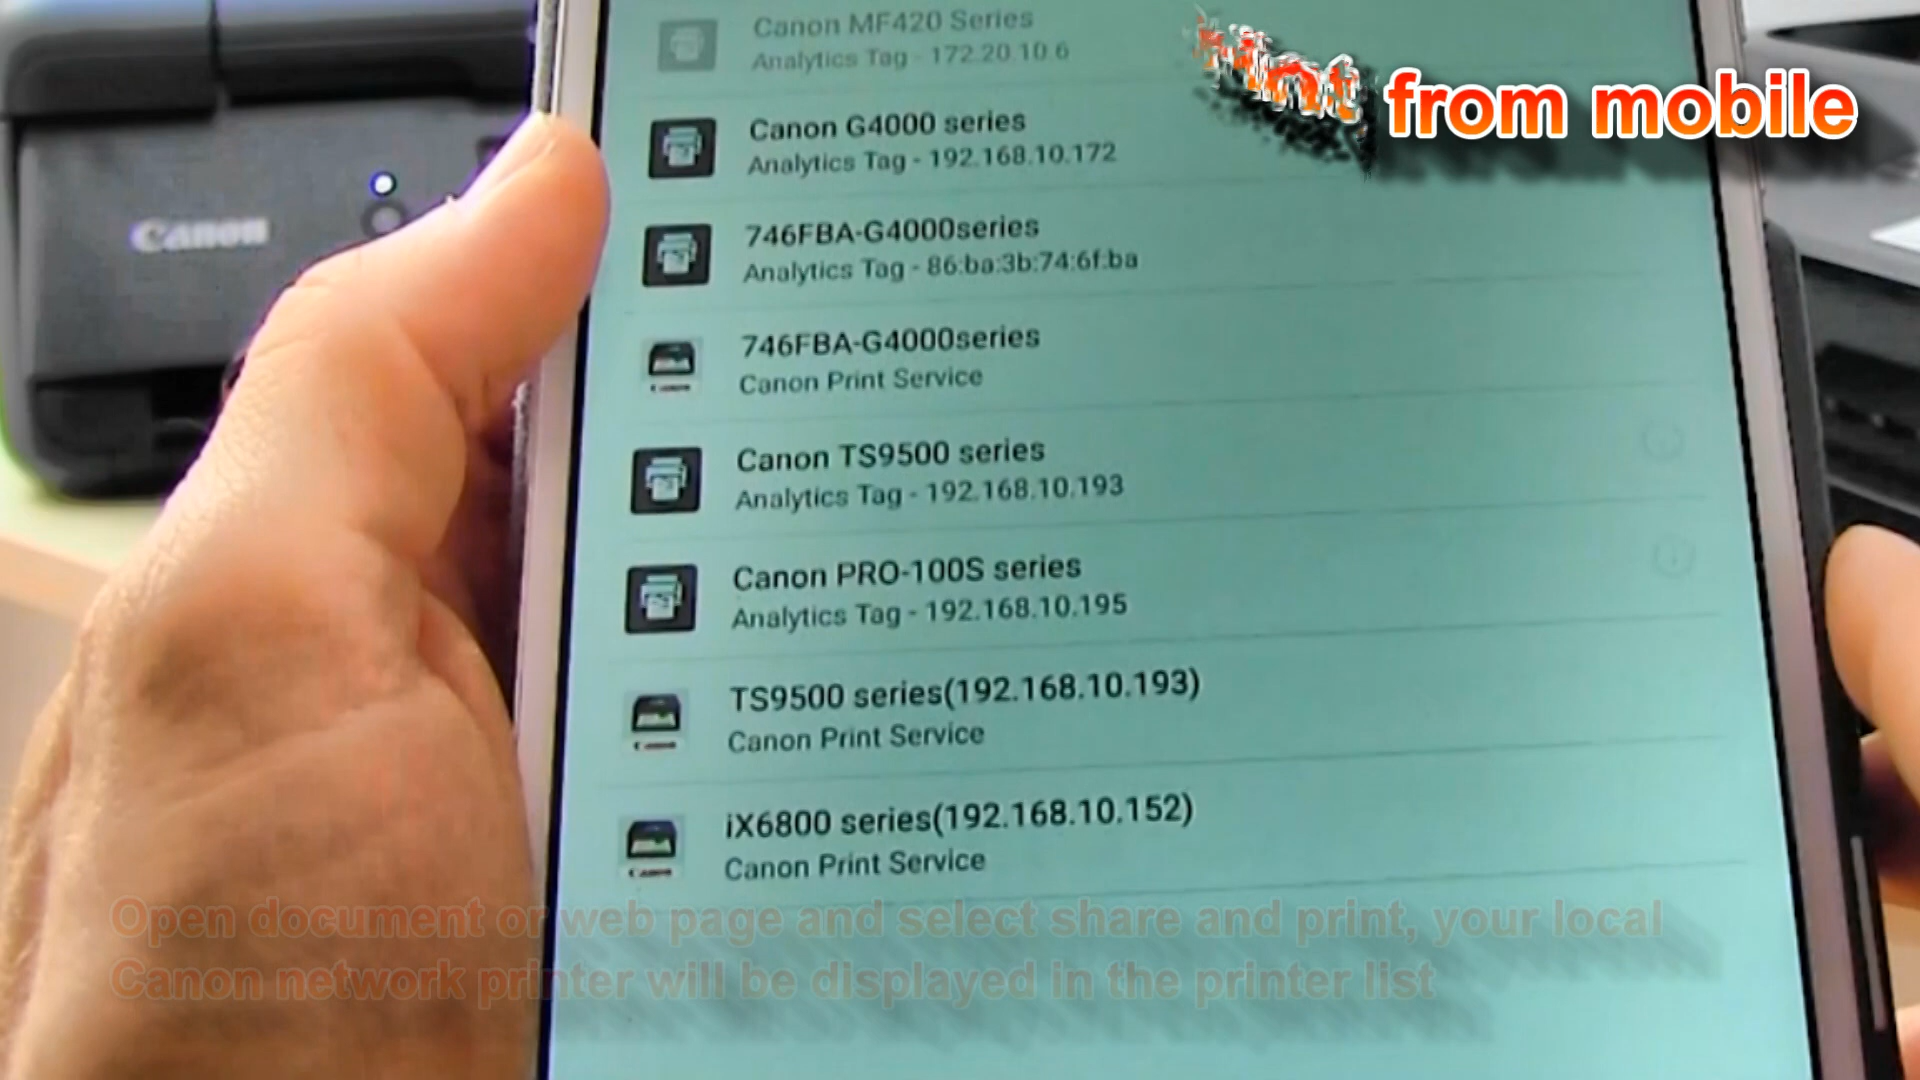 Canon MF420 Series
Analytics Tag - 172.20.10.6
from mobile
Canon G4000 series
Analytics Tag - 192.168.10.172
Canon
746FBA-G4000series
Analytics Tag - 86:ba:3b:74:6f:ba
746FBA-G4000series
Canon Print Service
Canon TS9500 series
Analytics Tag - 192.168.10.193
Canon PRO-100S series
Analytics Tag - 192.168.10.195
TS9500 series(192.168.10.193)
Canon Print Service
iX6800 series(192.168.10.152)
Canon Print Service
Open document or web page and select share and print, your local
Canon network printer will be displayed in the printer list